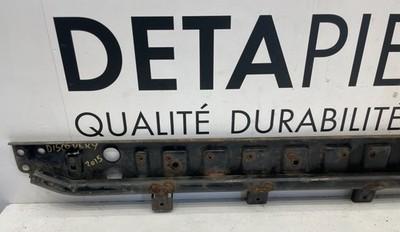 DETAPIE
QUALITÉ DURABILITÉ
DISCOVERY
2015